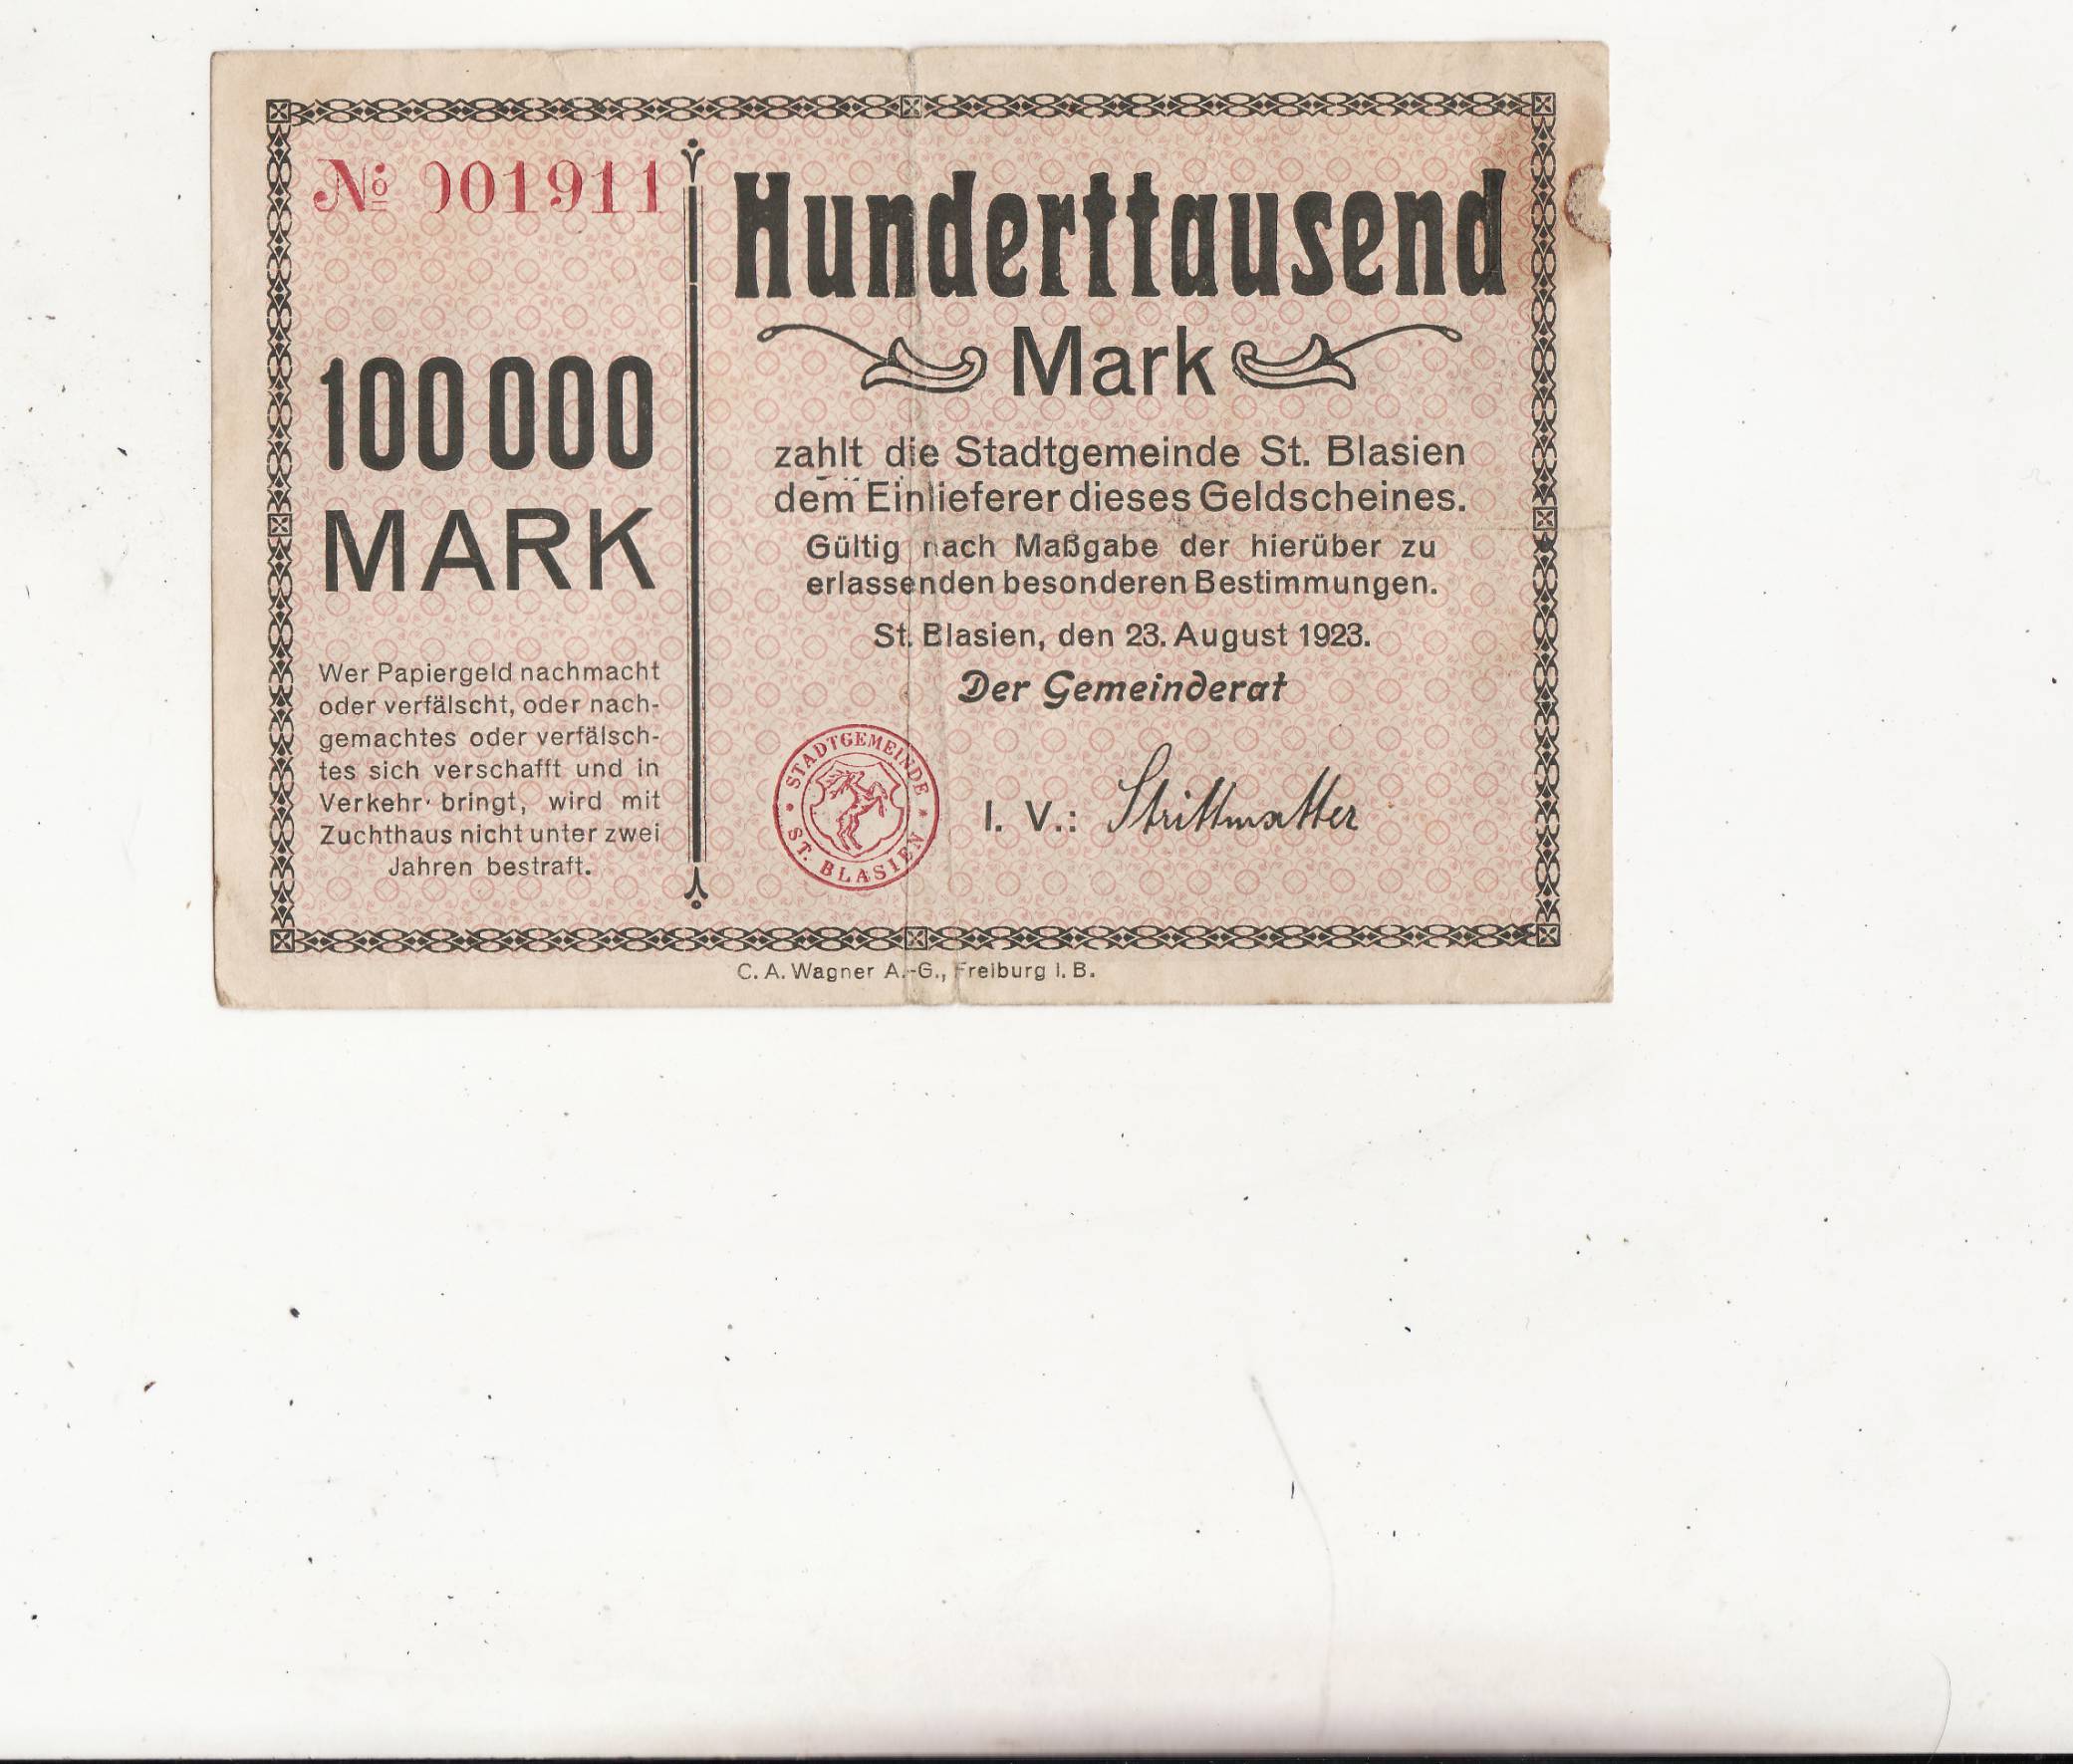 № 001911
100 000
MARK
Wer Papiergeld nachmacht
oder verfälscht, oder nach-
gemachtes oder verfälsch-
tes sich verschafft und in
Verkehr bringt, wird mit
Zuchthaus nicht unter zwei
Jahren bestraft.
Hunderttausend
Mark
zahlt die Stadtgemeinde St. Blasien
dem Einlieferer dieses Geldscheines.
Gültig nach Maßgabe der hierüber zu
erlassenden besonderen Bestimmungen.
St. Blasien, den 23. August 1923.
Der Gemeinderat
STADTGEMEINDE
ST. BLASIEN
I. V.: Strittmatter
C. A. Wagner A.-G., Freiburg i. B.